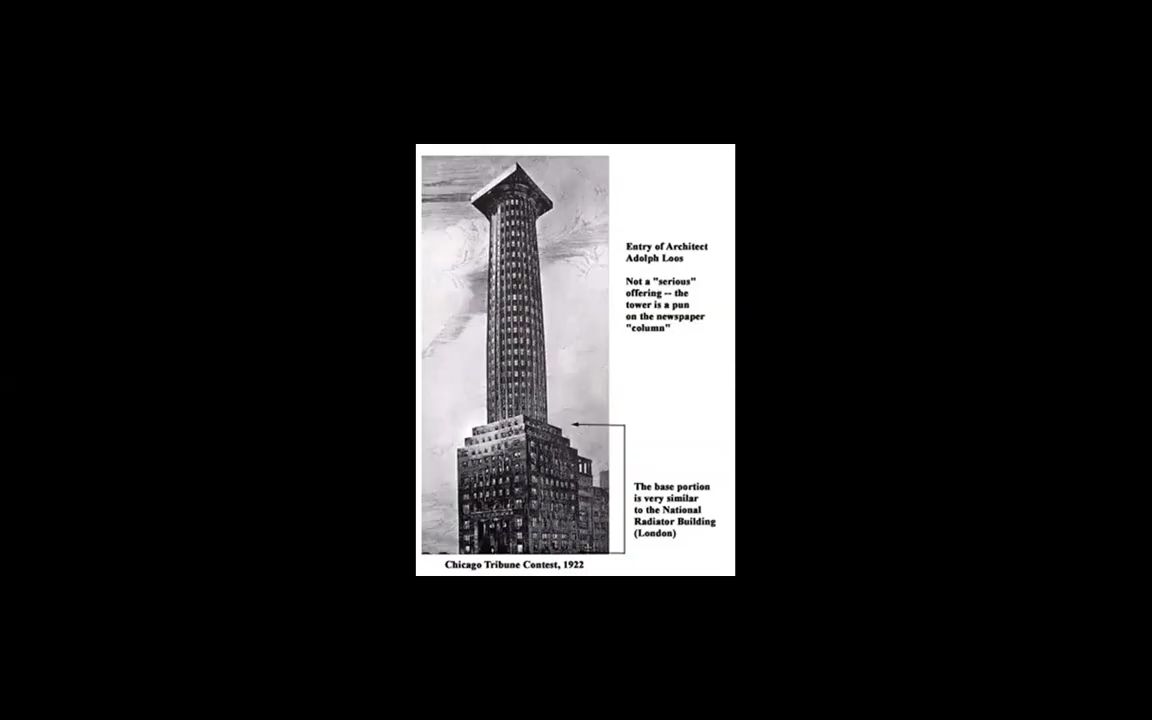 Entry of Architect
Adolph Loos
Not a "serious"
offering -- the
tower is a pun
on the newspaper
"column"
The base portion
is very similar
to the National
Radiator Building
(London)
Chicago Tribune Contest, 1922